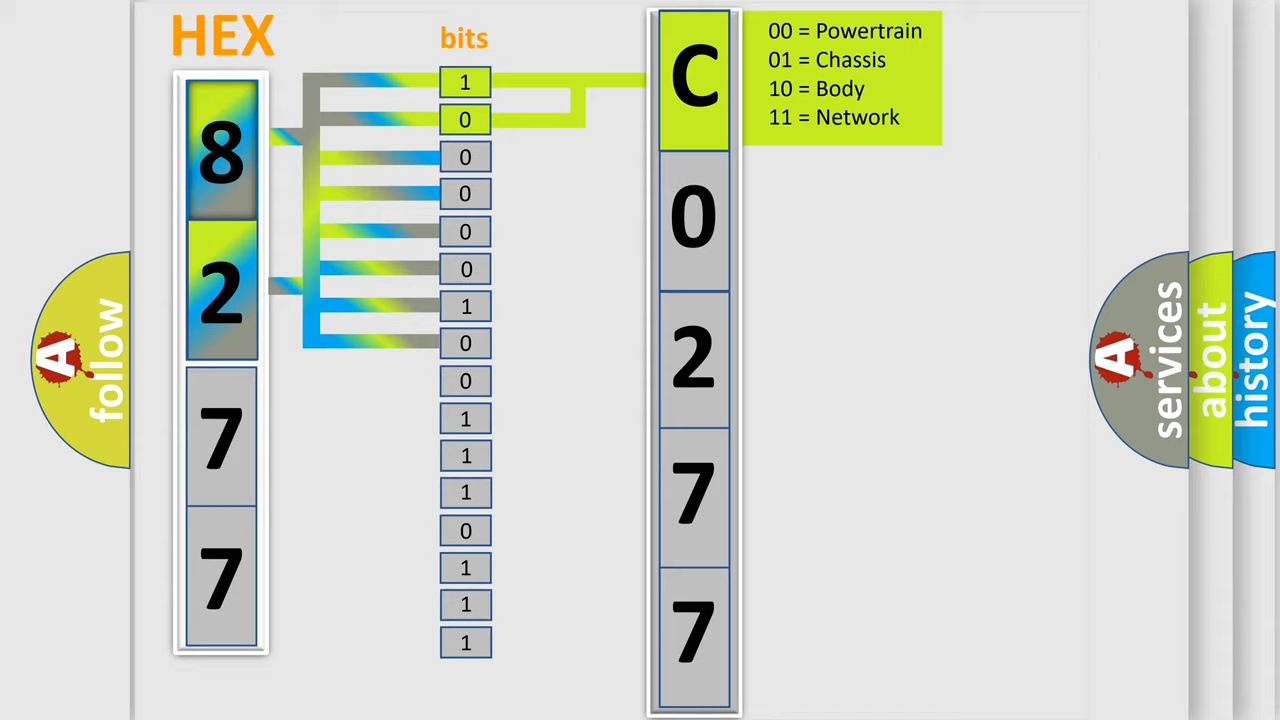 HEX
bits
8
2
7
7
1
0
0
0
0
0
1
0
0
1
1
1
0
1
1
1
C
0
2
7
7
00 = Powertrain
01 = Chassis
10 = Body
11 = Network
A
follow
A
services
about
history